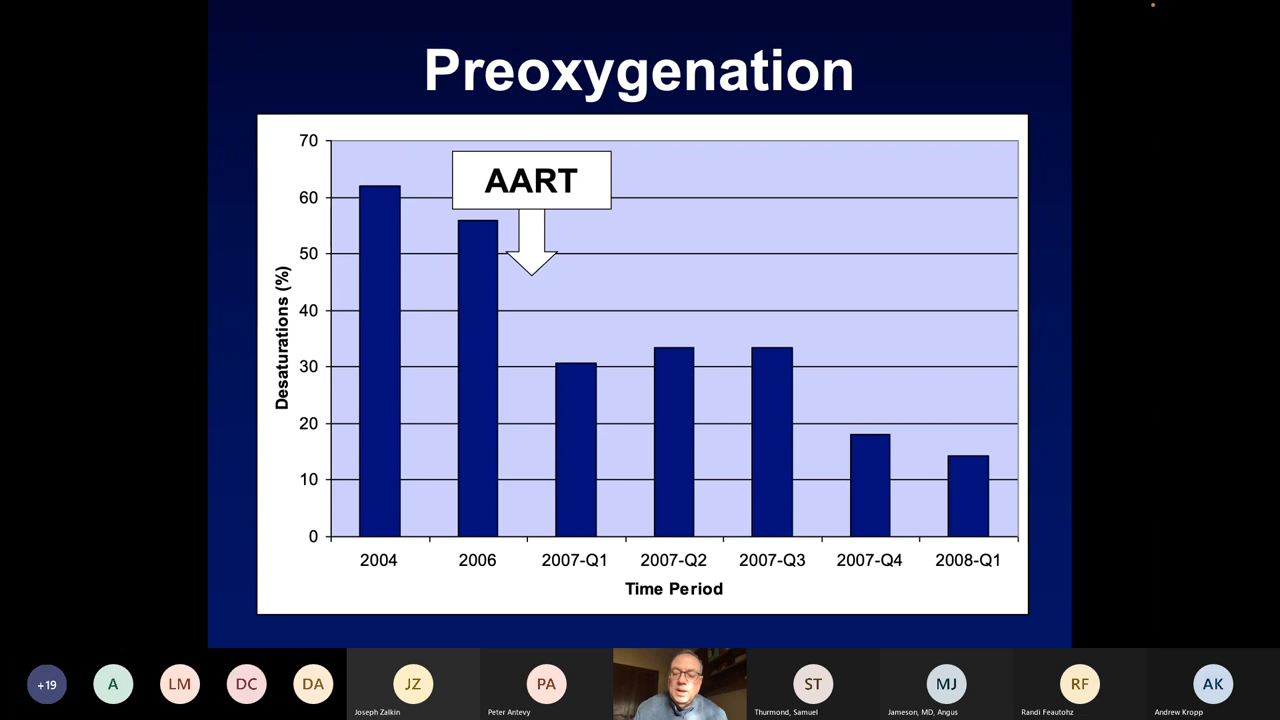 Preoxygenation
70
60
50
40
30
20
10
0
Desaturations (%)
AART
2004 2006 2007-Q1 2007-Q2 2007-Q3 2007-Q4 2008-Q1
Time Period
+19 A LM DC DA JZ PA ST MJ RF AK
Joseph Zalkin Peter Antevy Thurmond, Samuel Jameson, MD, Angus Randi Feautohz Andrew Kropp